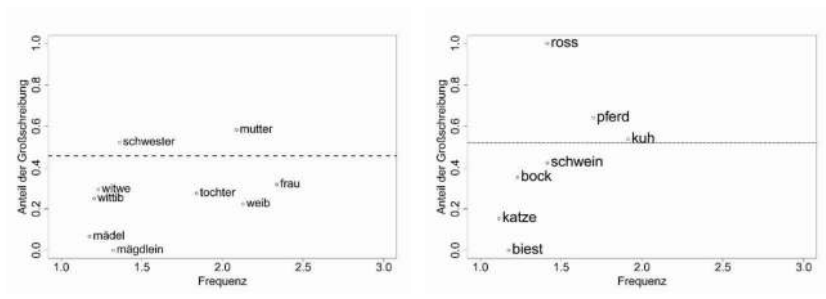 Anteil der Großschreibung
1.0
0.8
0.6
0.4
0.2
0.0
mutter
schwester
frau
witwe
tochter
wittib
weib
mädel
mägdlein
1.0 1.5 2.0 2.5 3.0
Frequenz
Anteil der Großschreibung
1.0
0.8
0.6
0.4
0.2
0.0
ross
pferd
kuh
schwein
bock
katze
biest
1.0 1.5 2.0 2.5 3.0
Frequenz